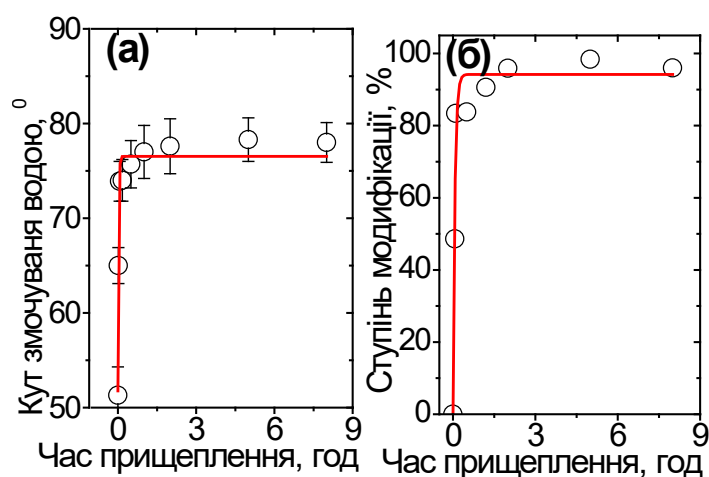 (а)
Кут змочуваня водою, 0
90
80
70
60
50
0 3 6 9
Час прищеплення, год
(б)
Ступінь модифікації, %
100
80
60
40
20
0
0 3 6 9
Час прищеплення, год